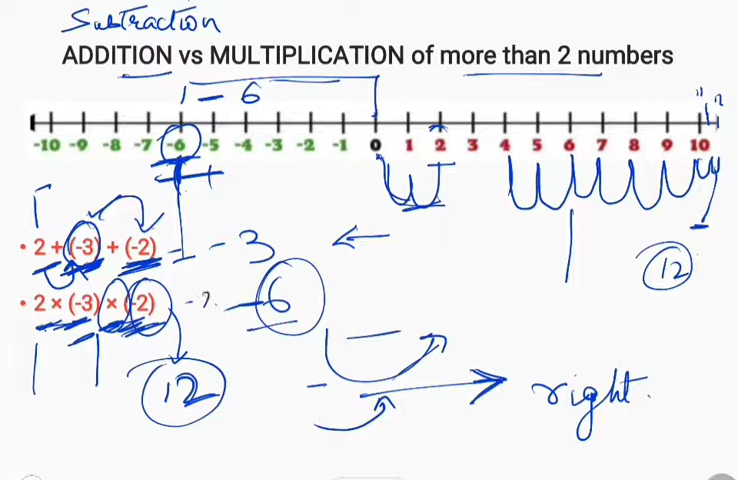 Subtraction
ADDITION vs MULTIPLICATION of more than 2 numbers
- 6
11 12
-10 -9 -8 -7 -6 -5 -4 -3 -2 -1 0 1 2 3 4 5 6 7 8 9 10
• 2 + (-3) + (-2) - 3
12
• 2 × (-3) × (-2) - 6
12
right.